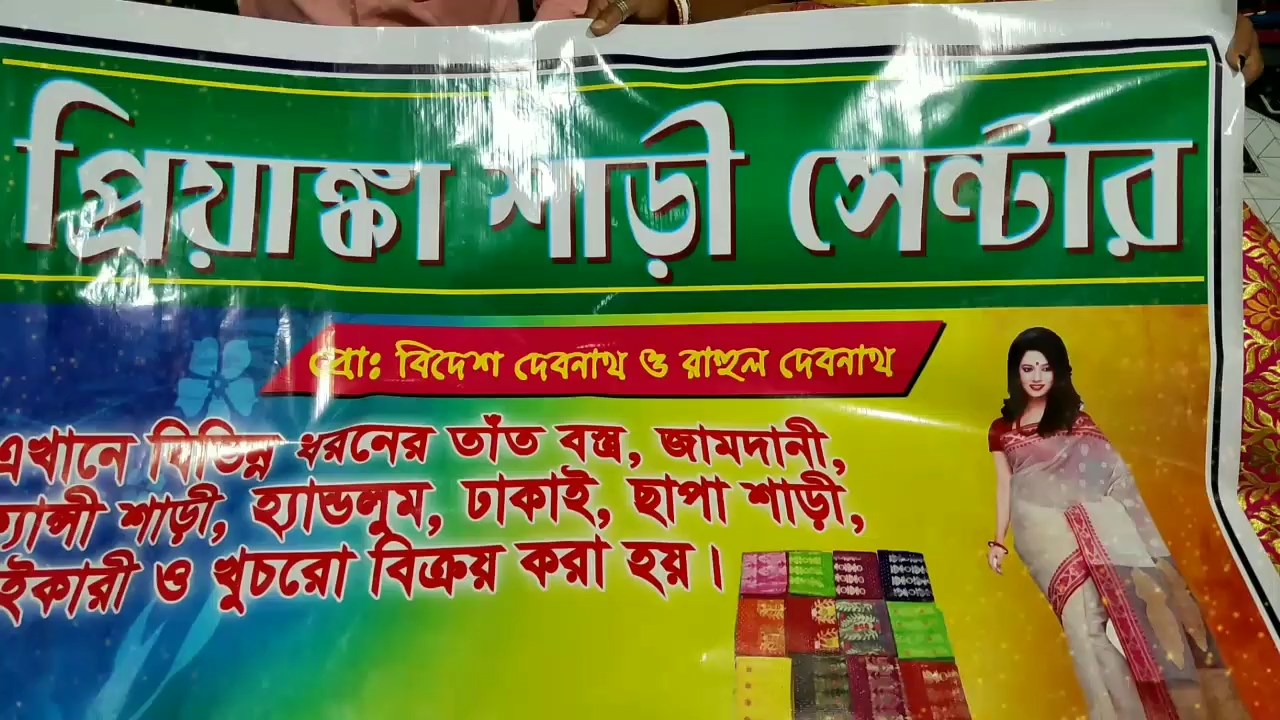 প্রিয়াঙ্কা শাড়ী সেন্টার
প্রোঃ বিদেশ দেবনাথ ও রাহুল দেবনাথ
এখানে বিভিন্ন ধরনের তাঁত বস্ত্র, জামদানী,
শাড়ী, হ্যান্ডলুম, ঢাকাই, ছাপা শাড়ী,
ও খুচরো বিক্রয় করা হয়।